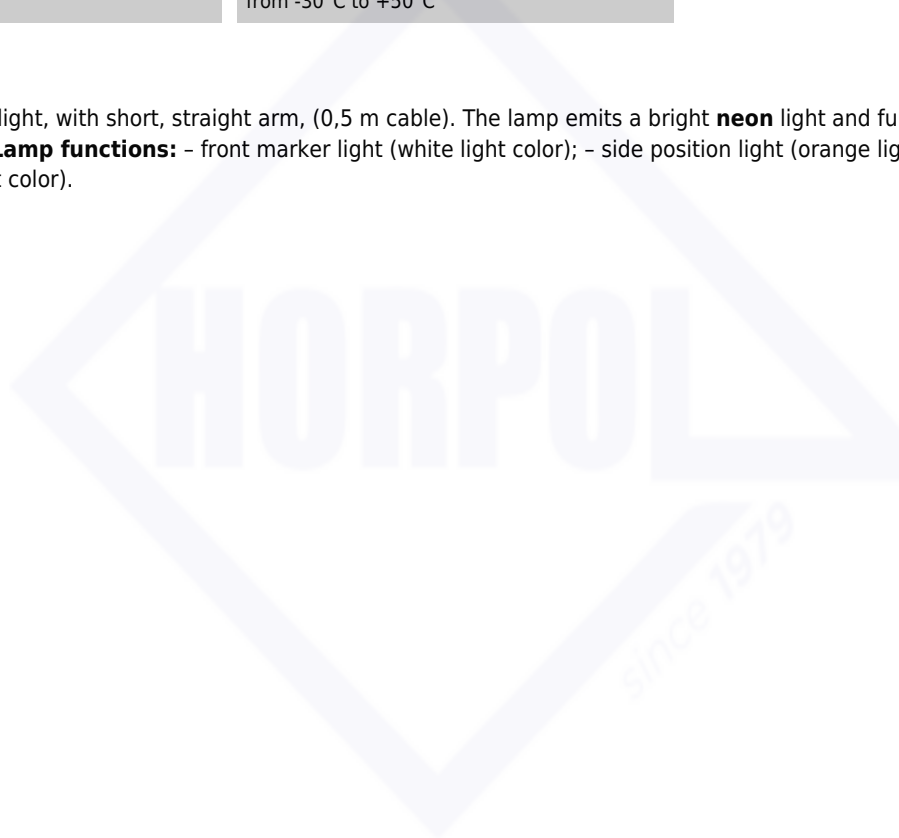 from -30°C to +50°C
light, with short, straight arm, (0,5 m cable). The lamp emits a bright neon light and fu
Lamp functions: – front marker light (white light color); – side position light (orange lig
color).
HORPOL
since 1979